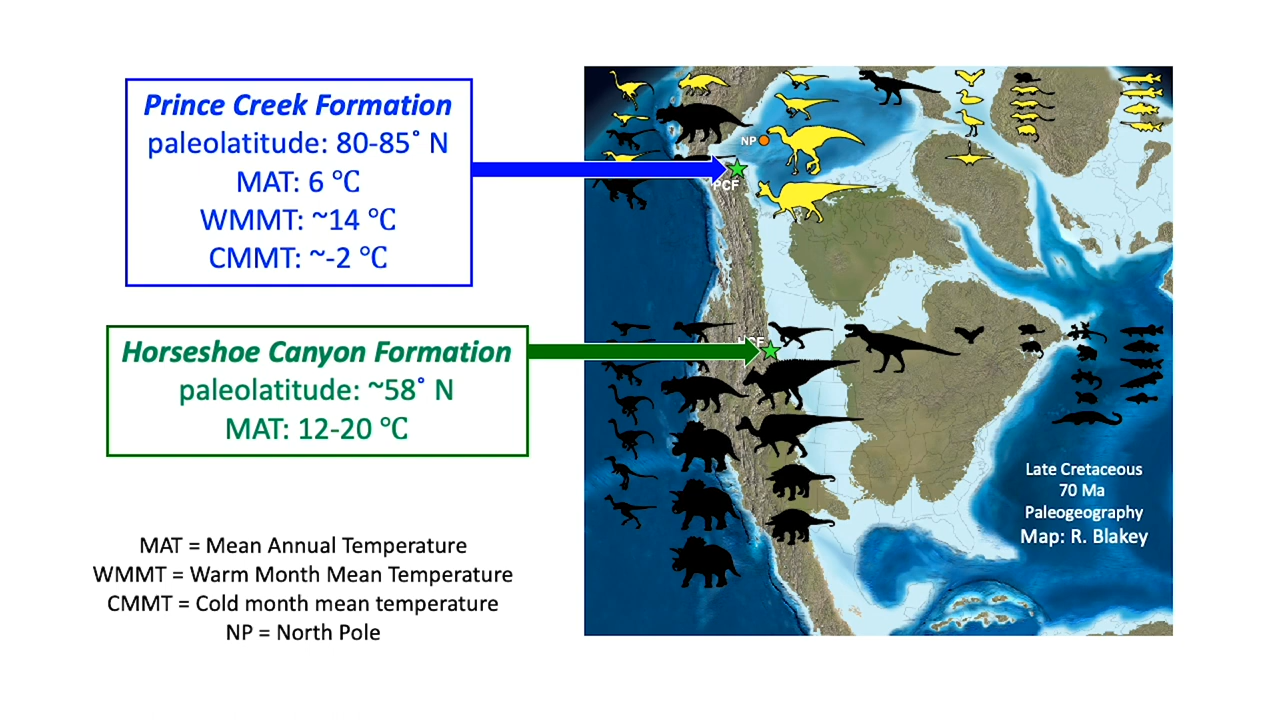 Prince Creek Formation
paleolatitude: 80-85˚ N
MAT: 6 ℃
WMMT: ~14 ℃
CMMT: ~-2 ℃
Horseshoe Canyon Formation
paleolatitude: ~58˚ N
MAT: 12-20 ℃
MAT = Mean Annual Temperature
WMMT = Warm Month Mean Temperature
CMMT = Cold month mean temperature
NP = North Pole
NP
PCF
Late Cretaceous
70 Ma
Paleogeography
Map: R. Blakey